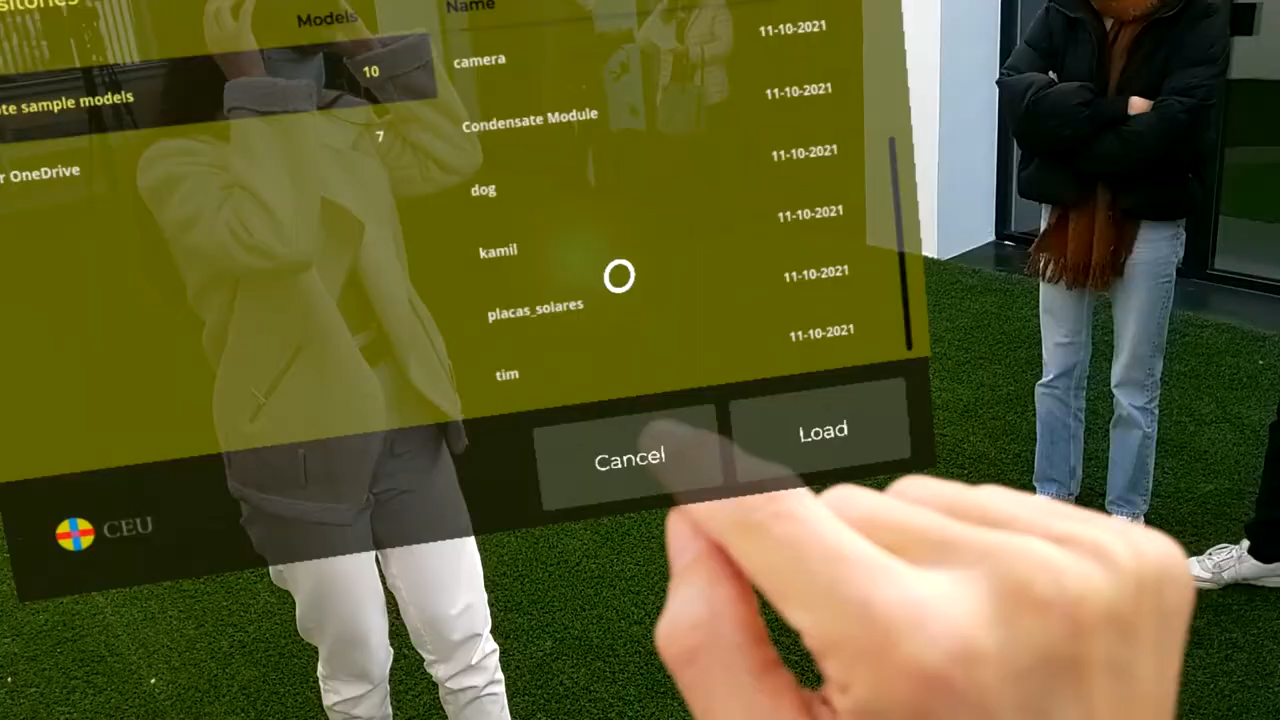 sitories
Models
Name
10
te sample models
7
r OneDrive
camera
11-10-2021
Condensate Module
11-10-2021
dog
11-10-2021
kamil
11-10-2021
placas_solares
11-10-2021
tim
11-10-2021
Cancel
Load
CEU